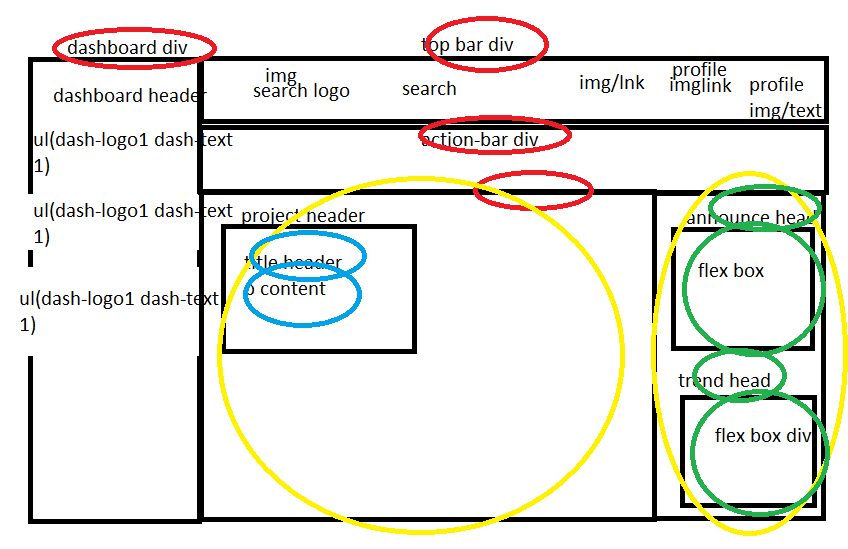 dashboard div
top bar div
img
search logo
search
img/lnk
profile
imglink
profile
img/text
dashboard header
ul(dash-logo1 dash-text
1)
action-bar div
ul(dash-logo1 dash-text
1)
ul(dash-logo1 dash-text
1)
project header
title header
p content
announce head
flex box
trend head
flex box div